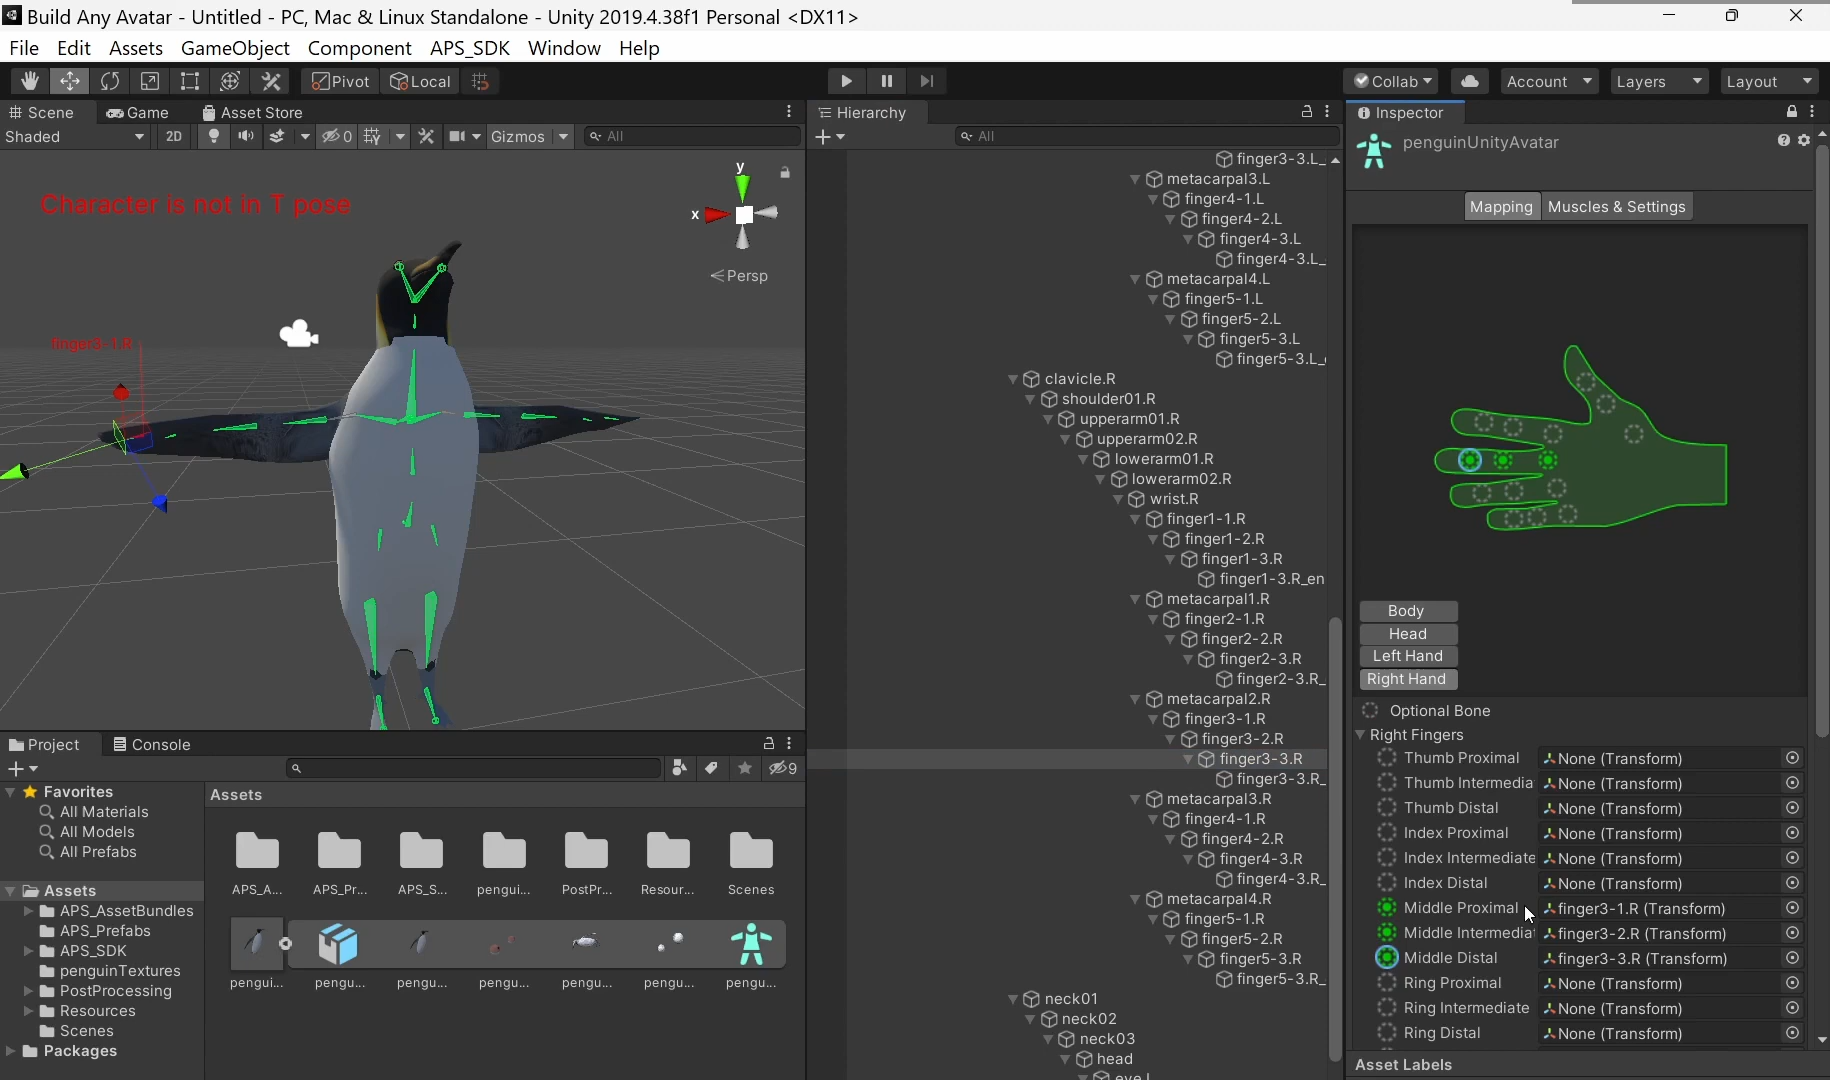 Build Any Avatar - Untitled - PC, Mac & Linux Standalone - Unity 2019.4.38f1 Personal <DX11>
File Edit Assets GameObject Component APS_SDK Window Help
Pivot Local Collab Account Layers Layout
Scene Game Asset Store
Shaded 2D 0 Gizmos All
Character is not in T pose
y
x
Persp
finger3-1.R
Hierarchy
All
finger3-3.L_
metacarpal3.L
finger4-1.L
finger4-2.L
finger4-3.L
finger4-3.L_
metacarpal4.L
finger5-1.L
finger5-2.L
finger5-3.L
finger5-3.L_
clavicle.R
shoulder01.R
upperarm01.R
upperarm02.R
lowerarm01.R
lowerarm02.R
wrist.R
finger1-1.R
finger1-2.R
finger1-3.R
finger1-3.R_en
metacarpal1.R
finger2-1.R
finger2-2.R
finger2-3.R
finger2-3.R_
metacarpal2.R
finger3-1.R
finger3-2.R
finger3-3.R
finger3-3.R_
metacarpal3.R
finger4-1.R
finger4-2.R
finger4-3.R
finger4-3.R_
metacarpal4.R
finger5-1.R
finger5-2.R
finger5-3.R
finger5-3.R_
neck01
neck02
neck03
head
Inspector
penguinUnityAvatar
Mapping Muscles & Settings
Body
Head
Left Hand
Right Hand
Optional Bone
Right Fingers
Thumb Proximal None (Transform)
Thumb Intermedia None (Transform)
Thumb Distal None (Transform)
Index Proximal None (Transform)
Index Intermediate None (Transform)
Index Distal None (Transform)
Middle Proximal finger3-1.R (Transform)
Middle Intermediat finger3-2.R (Transform)
Middle Distal finger3-3.R (Transform)
Ring Proximal None (Transform)
Ring Intermediate None (Transform)
Ring Distal None (Transform)
Asset Labels
Project Console
9
Favorites
All Materials
All Models
All Prefabs
Assets
APS_AssetBundles
APS_Prefabs
APS_SDK
penguinTextures
PostProcessing
Resources
Scenes
Packages
Assets
APS_A... APS_Pr... APS_S... pengui... PostPr... Resour... Scenes
pengui... pengu... pengu... pengu... pengu... pengu... pengu...